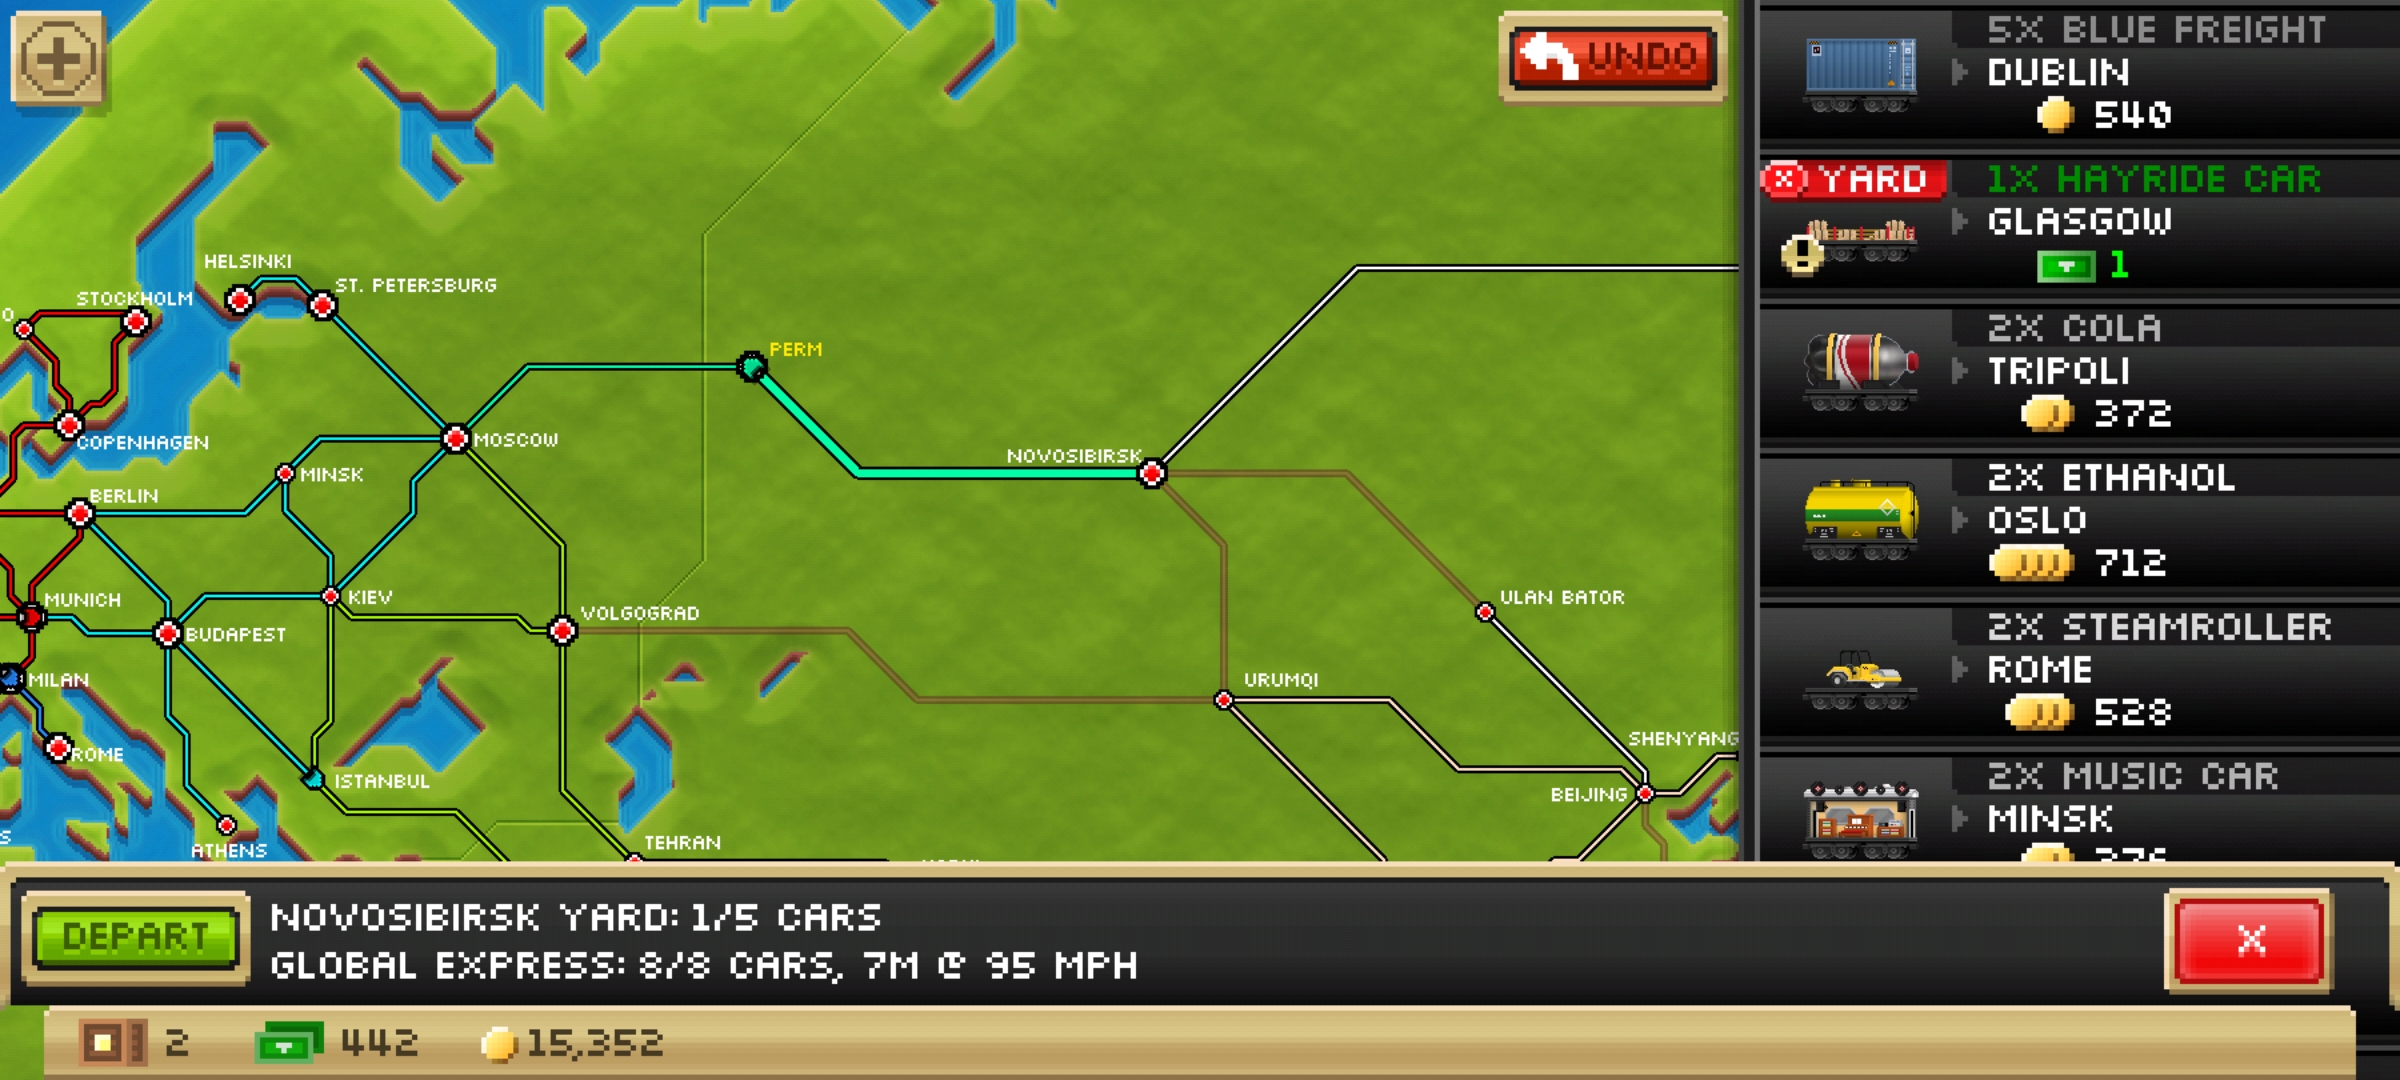 UNDO
HELSINKI
ST. PETERSBURG
STOCKHOLM
O
PERM
COPENHAGEN
MOSCOW
NOVOSIBIRSK
MINSK
BERLIN
ULAN BATOR
MUNICH
KIEV
VOLGOGRAD
BUDAPEST
MILAN
URUMQI
ROME
SHENYANG
ISTANBUL
BEIJING
S
ATHENS
TEHRAN
5X BLUE FREIGHT
DUBLIN
540
YARD
1X HAYRIDE CAR
GLASGOW
1
2X COLA
TRIPOLI
372
2X ETHANOL
OSLO
712
2X STEAMROLLER
ROME
528
2X MUSIC CAR
MINSK
376
DEPART
NOVOSIBIRSK YARD: 1/5 CARS
GLOBAL EXPRESS: 8/8 CARS, 7M @ 95 MPH
X
2
442
15,352